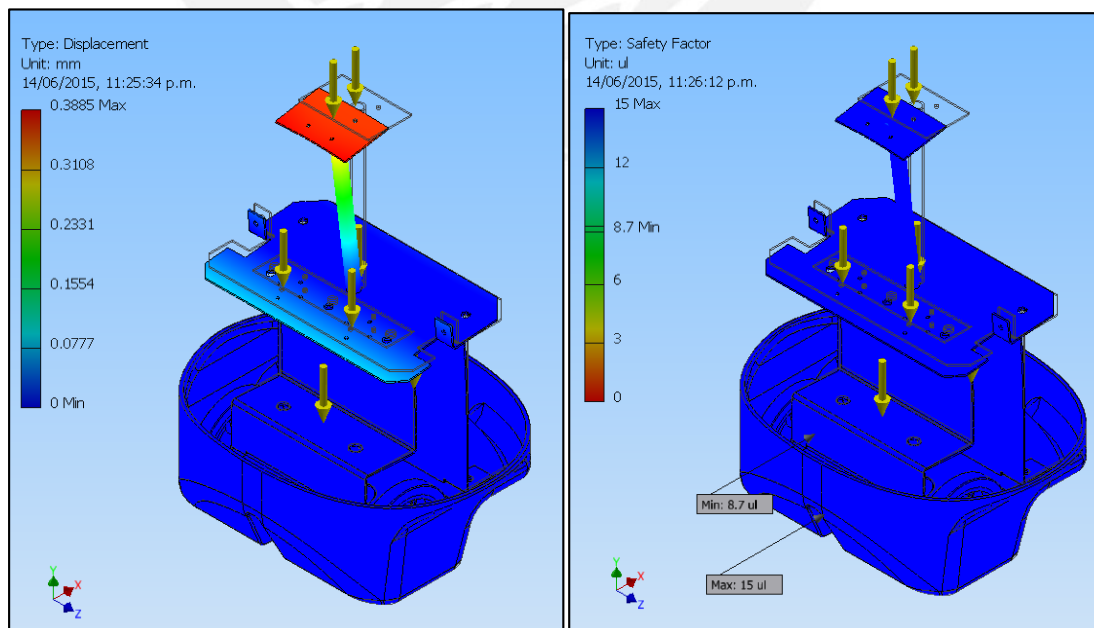 Type: Displacement
Unit: mm
14/06/2015, 11:25:34 p.m.
0.3885 Max
0.3108
0.2331
0.1554
0.0777
0 Min
Y
X
Z
Type: Safety Factor
Unit: ul
14/06/2015, 11:26:12 p.m.
15 Max
12
8.7 Min
6
3
0
Min: 8.7 ul
Max: 15 ul
Y
X
Z